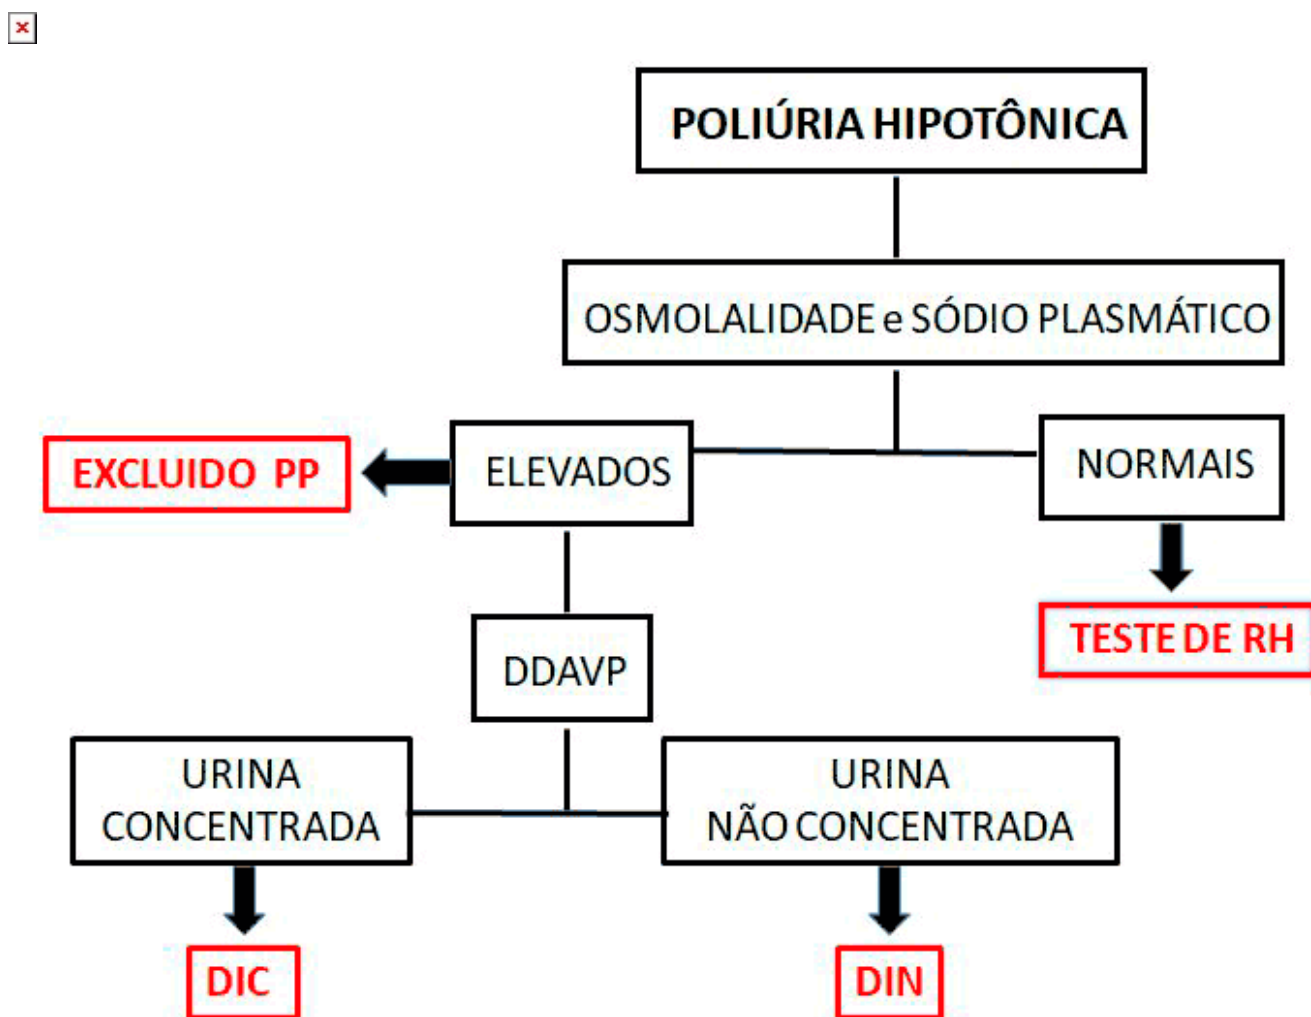 POLIÚRIA HIPOTÔNICA
OSMOLALIDADE e SÓDIO PLASMÁTICO
EXCLUIDO PP
ELEVADOS
NORMAIS
TESTE DE RH
DDAVP
URINA
CONCENTRADA
URINA
NÃO CONCENTRADA
DIC
DIN